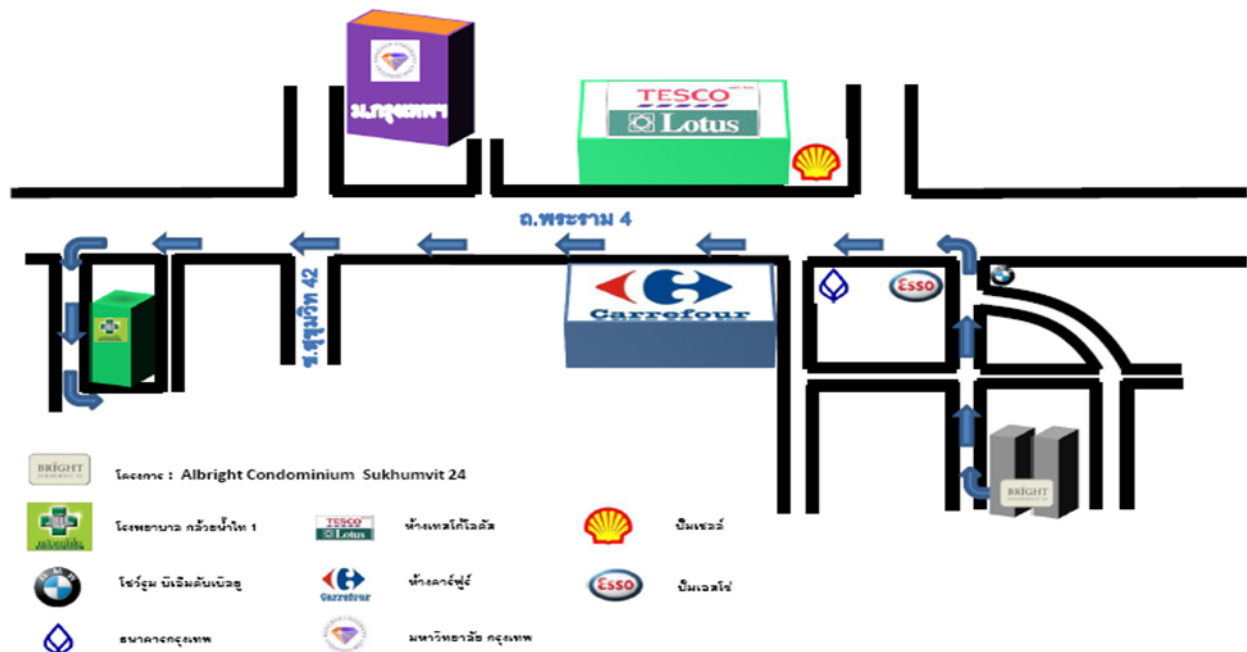 ม.กรุงเทพฯ
TESCO
Lotus
ถ.พระราม 4
ซ.สุขุมวิท 42
Carrefour
Esso
BRIGHT
BRIGHT
โครงการ : Albright Condominium Sukhumvit 24
โรงพยาบาล กล้วยน้ำไท 1
TESCO
Lotus
ห้างเทสโก้โลตัส
ปั๊มเชลล์
โชว์รูม บีเอ็มดับเบิลยู
Carrefour
ห้างคาร์ฟูร์
Esso
ปั๊มเอสโซ่
ธนาคารกรุงเทพ
มหาวิทยาลัย กรุงเทพ